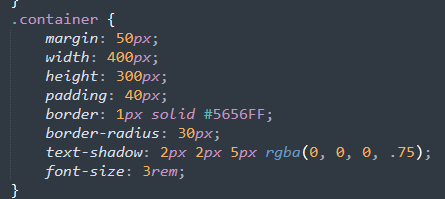 }
.container {
    margin: 50px;
    width: 400px;
    height: 300px;
    padding: 40px;
    border: 1px solid #5656FF;
    border-radius: 30px;
    text-shadow: 2px 2px 5px rgba(0, 0, 0, .75);
    font-size: 3rem;
}